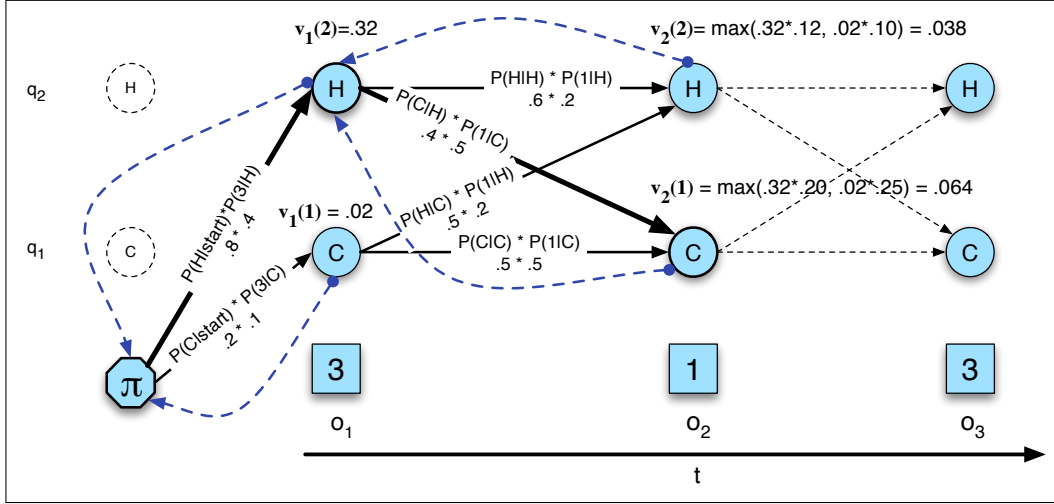 v₁(2)=.32
v₂(2)= max(.32*.12, .02*.10) = .038
q₂
H
H
P(H|H) * P(1|H)
.6 * .2
H
H
P(C|H) * P(1|C)
.4 * .5
P(H|start)*P(3|H)
.8 * .4
v₁(1) = .02
P(H|C) * P(1|H)
.5 * .2
v₂(1) = max(.32*.20, .02*.25) = .064
q₁
C
C
P(C|C) * P(1|C)
.5 * .5
C
C
P(C|start) * P(3|C)
.2 * .1
π
3
1
3
o₁
o₂
o₃
t